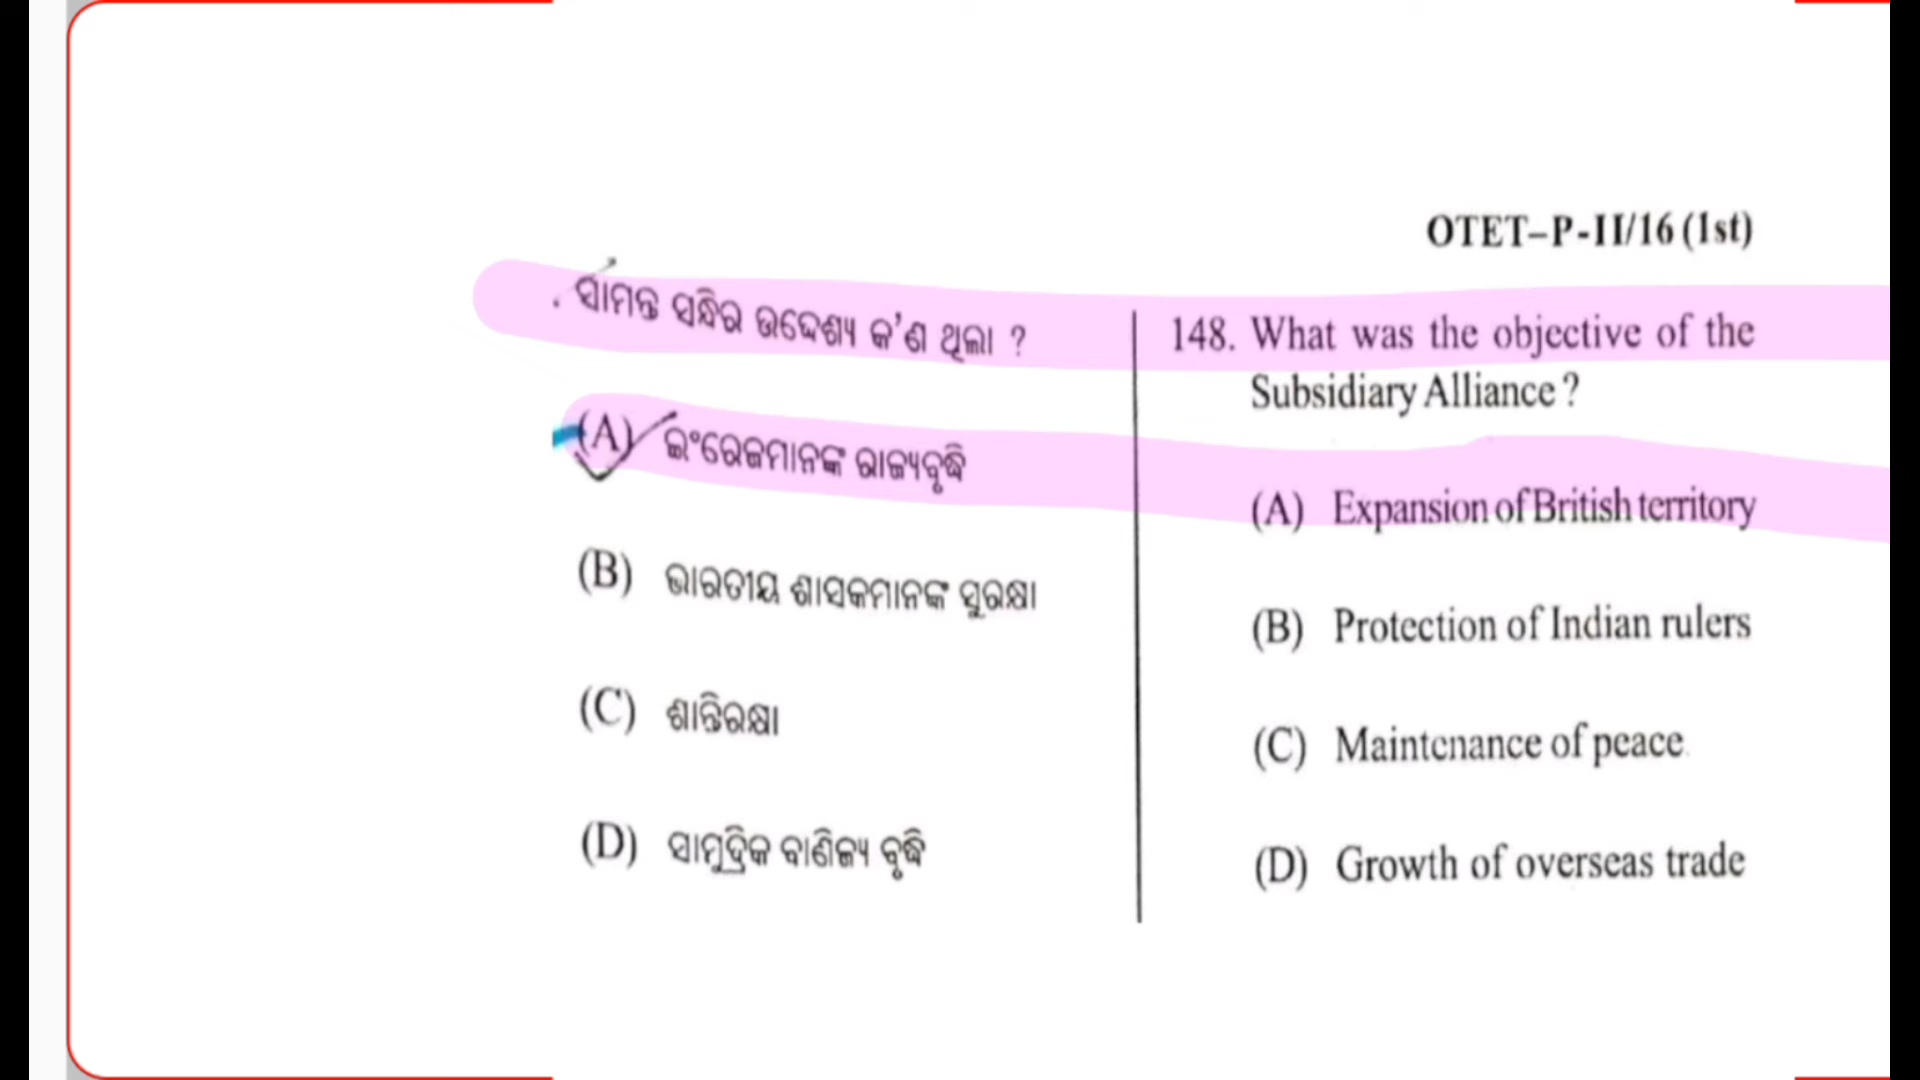 OTET–P-II/16 (1st)
. ସାମନ୍ତ ସନ୍ଧିର ଉଦ୍ଦେଶ୍ୟ କ'ଣ ଥିଲା ?
(A) ଇଂରେଜମାନଙ୍କ ରାଜ୍ୟବୃଦ୍ଧି
(B) ଭାରତୀୟ ଶାସକମାନଙ୍କ ସୁରକ୍ଷା
(C) ଶାନ୍ତିରକ୍ଷା
(D) ସାମୁଦ୍ରିକ ବାଣିଜ୍ୟ ବୃଦ୍ଧି
148. What was the objective of the
Subsidiary Alliance ?
(A) Expansion of British territory
(B) Protection of Indian rulers
(C) Maintenance of peace
(D) Growth of overseas trade